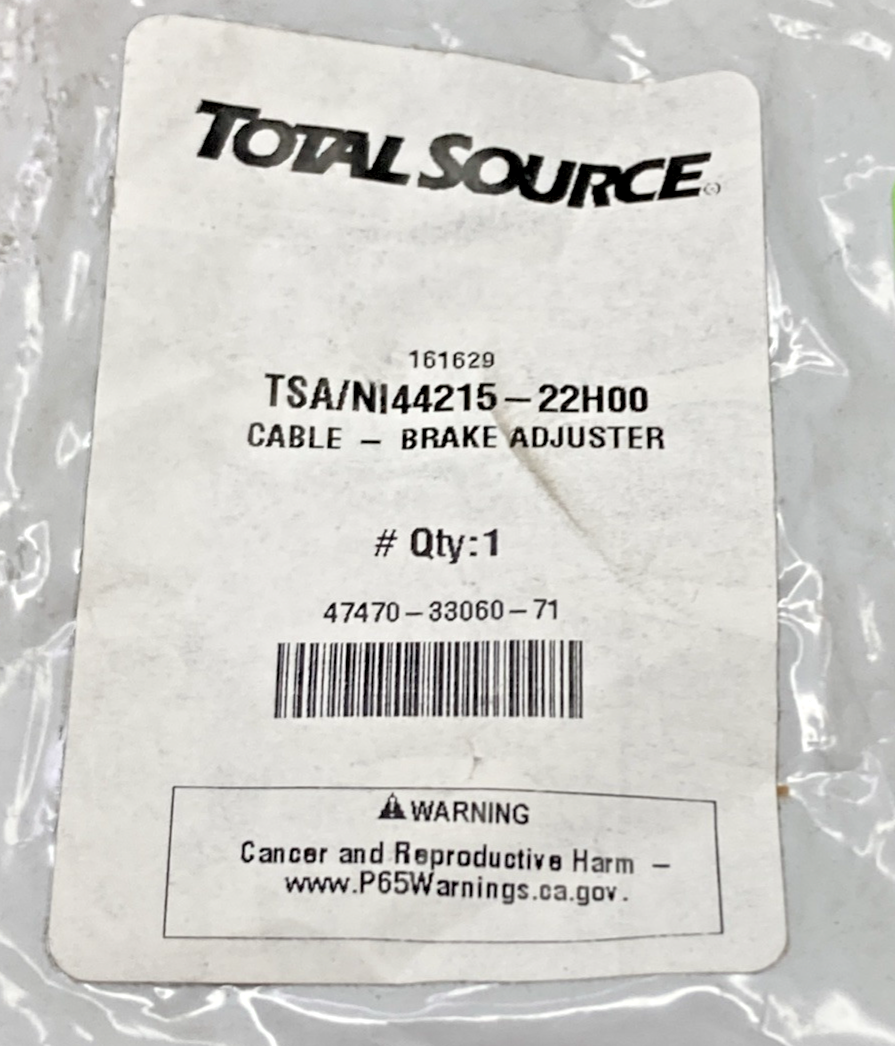 TOTAL SOURCE®
161629
TSA/NI44215-22H00
CABLE - BRAKE ADJUSTER
# Qty:1
47470-33060-71
⚠ WARNING
Cancer and Reproductive Harm -
www.P65Warnings.ca.gov.